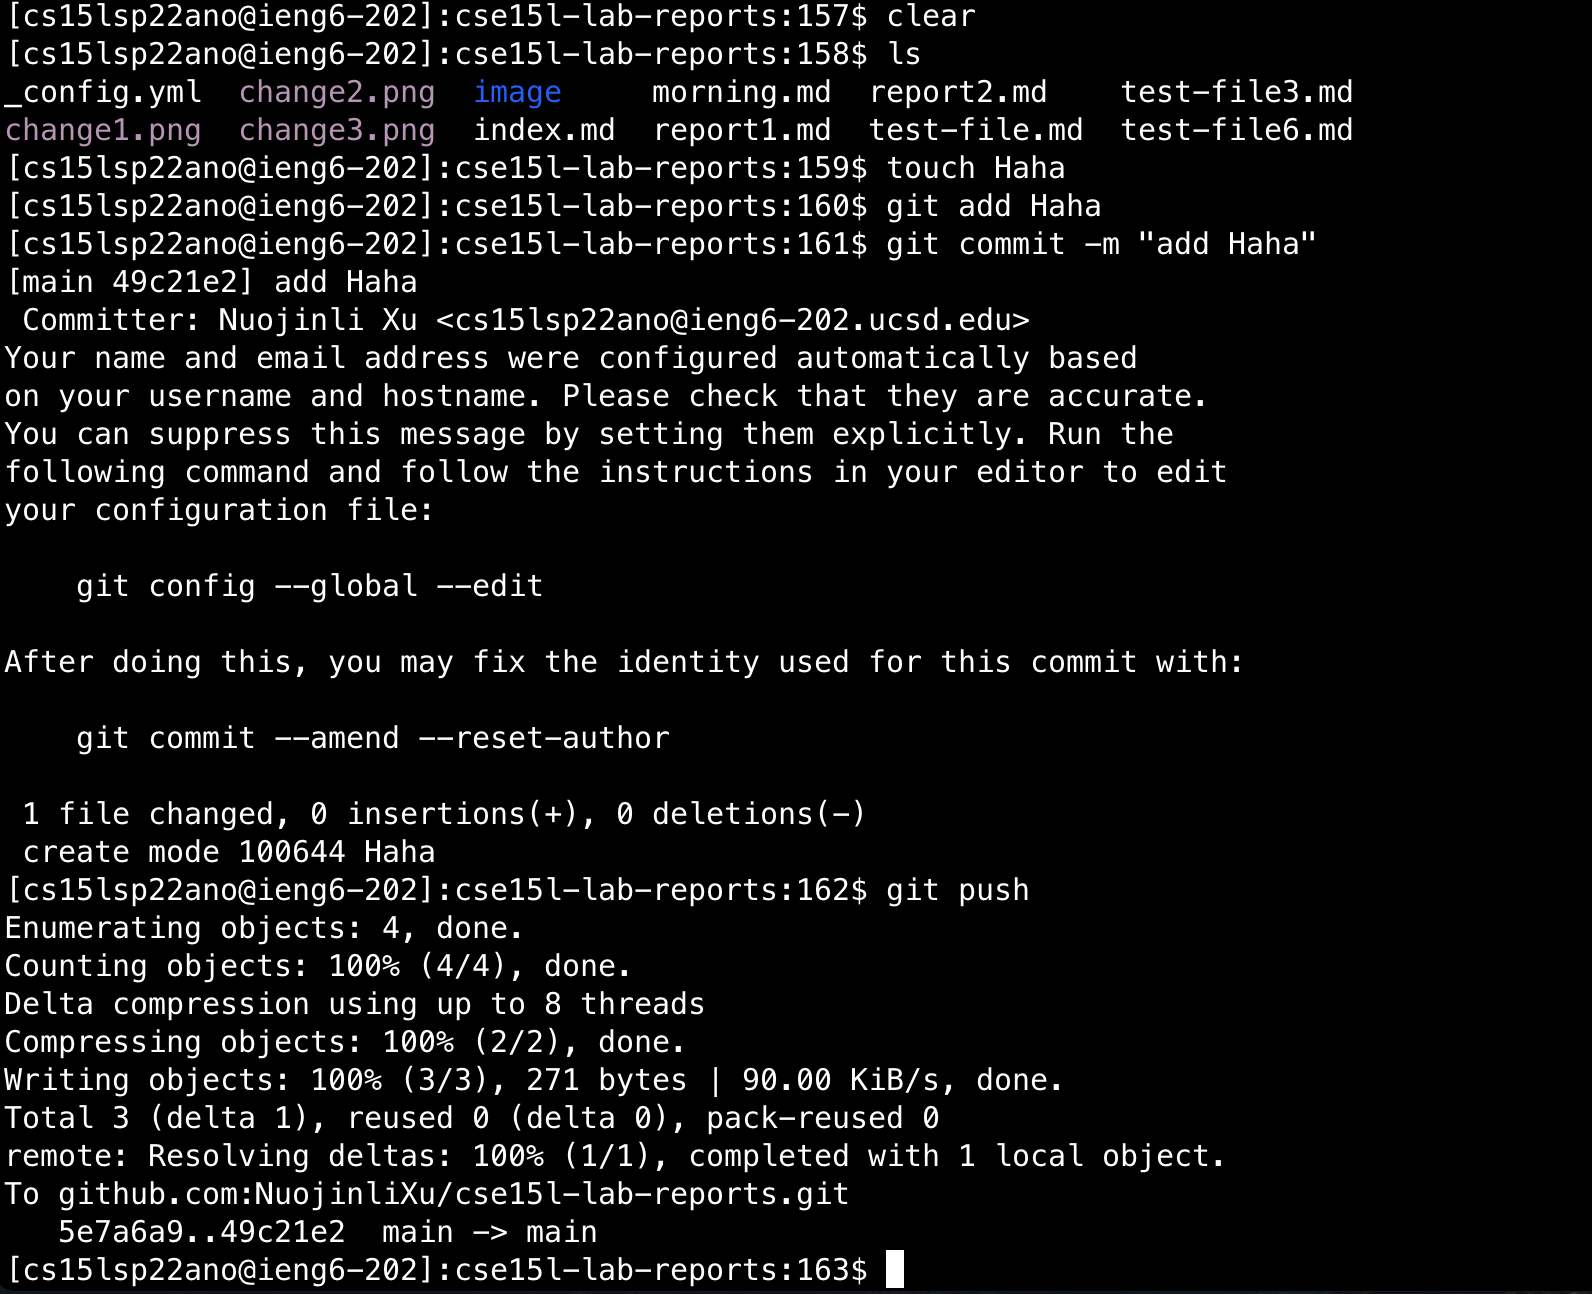 [cs15lsp22ano@ieng6-202]:cse15l-lab-reports:157$ clear
[cs15lsp22ano@ieng6-202]:cse15l-lab-reports:158$ ls
_config.yml  change2.png  image     morning.md  report2.md    test-file3.md
change1.png  change3.png  index.md  report1.md  test-file.md  test-file6.md
[cs15lsp22ano@ieng6-202]:cse15l-lab-reports:159$ touch Haha
[cs15lsp22ano@ieng6-202]:cse15l-lab-reports:160$ git add Haha
[cs15lsp22ano@ieng6-202]:cse15l-lab-reports:161$ git commit -m "add Haha"
[main 49c21e2] add Haha
 Committer: Nuojinli Xu <cs15lsp22ano@ieng6-202.ucsd.edu>
Your name and email address were configured automatically based
on your username and hostname. Please check that they are accurate.
You can suppress this message by setting them explicitly. Run the
following command and follow the instructions in your editor to edit
your configuration file:

    git config --global --edit

After doing this, you may fix the identity used for this commit with:

    git commit --amend --reset-author

 1 file changed, 0 insertions(+), 0 deletions(-)
 create mode 100644 Haha
[cs15lsp22ano@ieng6-202]:cse15l-lab-reports:162$ git push
Enumerating objects: 4, done.
Counting objects: 100% (4/4), done.
Delta compression using up to 8 threads
Compressing objects: 100% (2/2), done.
Writing objects: 100% (3/3), 271 bytes | 90.00 KiB/s, done.
Total 3 (delta 1), reused 0 (delta 0), pack-reused 0
remote: Resolving deltas: 100% (1/1), completed with 1 local object.
To github.com:NuojinliXu/cse15l-lab-reports.git
   5e7a6a9..49c21e2  main -> main
[cs15lsp22ano@ieng6-202]:cse15l-lab-reports:163$